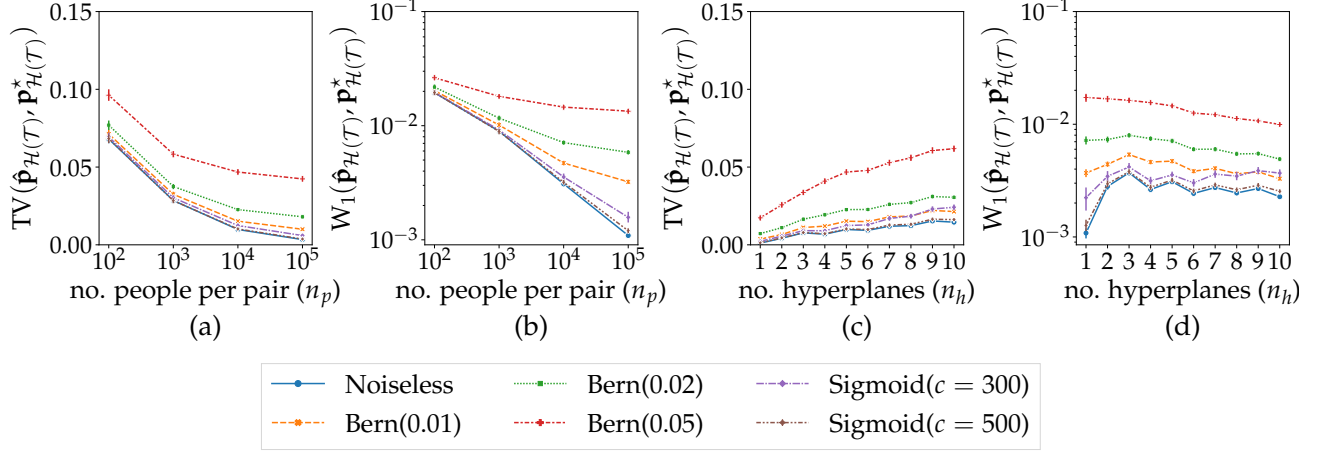 TV(p̂_H(T), p*_H(T))
0.15
0.10
0.05
0.00
10^2 10^3 10^4 10^5
no. people per pair (n_p)
(a)
W_1(p̂_H(T), p*_H(T))
10^-1
10^-2
10^-3
10^2 10^3 10^4 10^5
no. people per pair (n_p)
(b)
TV(p̂_H(T), p*_H(T))
0.15
0.10
0.05
0.00
1 2 3 4 5 6 7 8 9 10
no. hyperplanes (n_h)
(c)
W_1(p̂_H(T), p*_H(T))
10^-1
10^-2
10^-3
1 2 3 4 5 6 7 8 9 10
no. hyperplanes (n_h)
(d)
Noiseless
Bern(0.01)
Bern(0.02)
Bern(0.05)
Sigmoid(c = 300)
Sigmoid(c = 500)